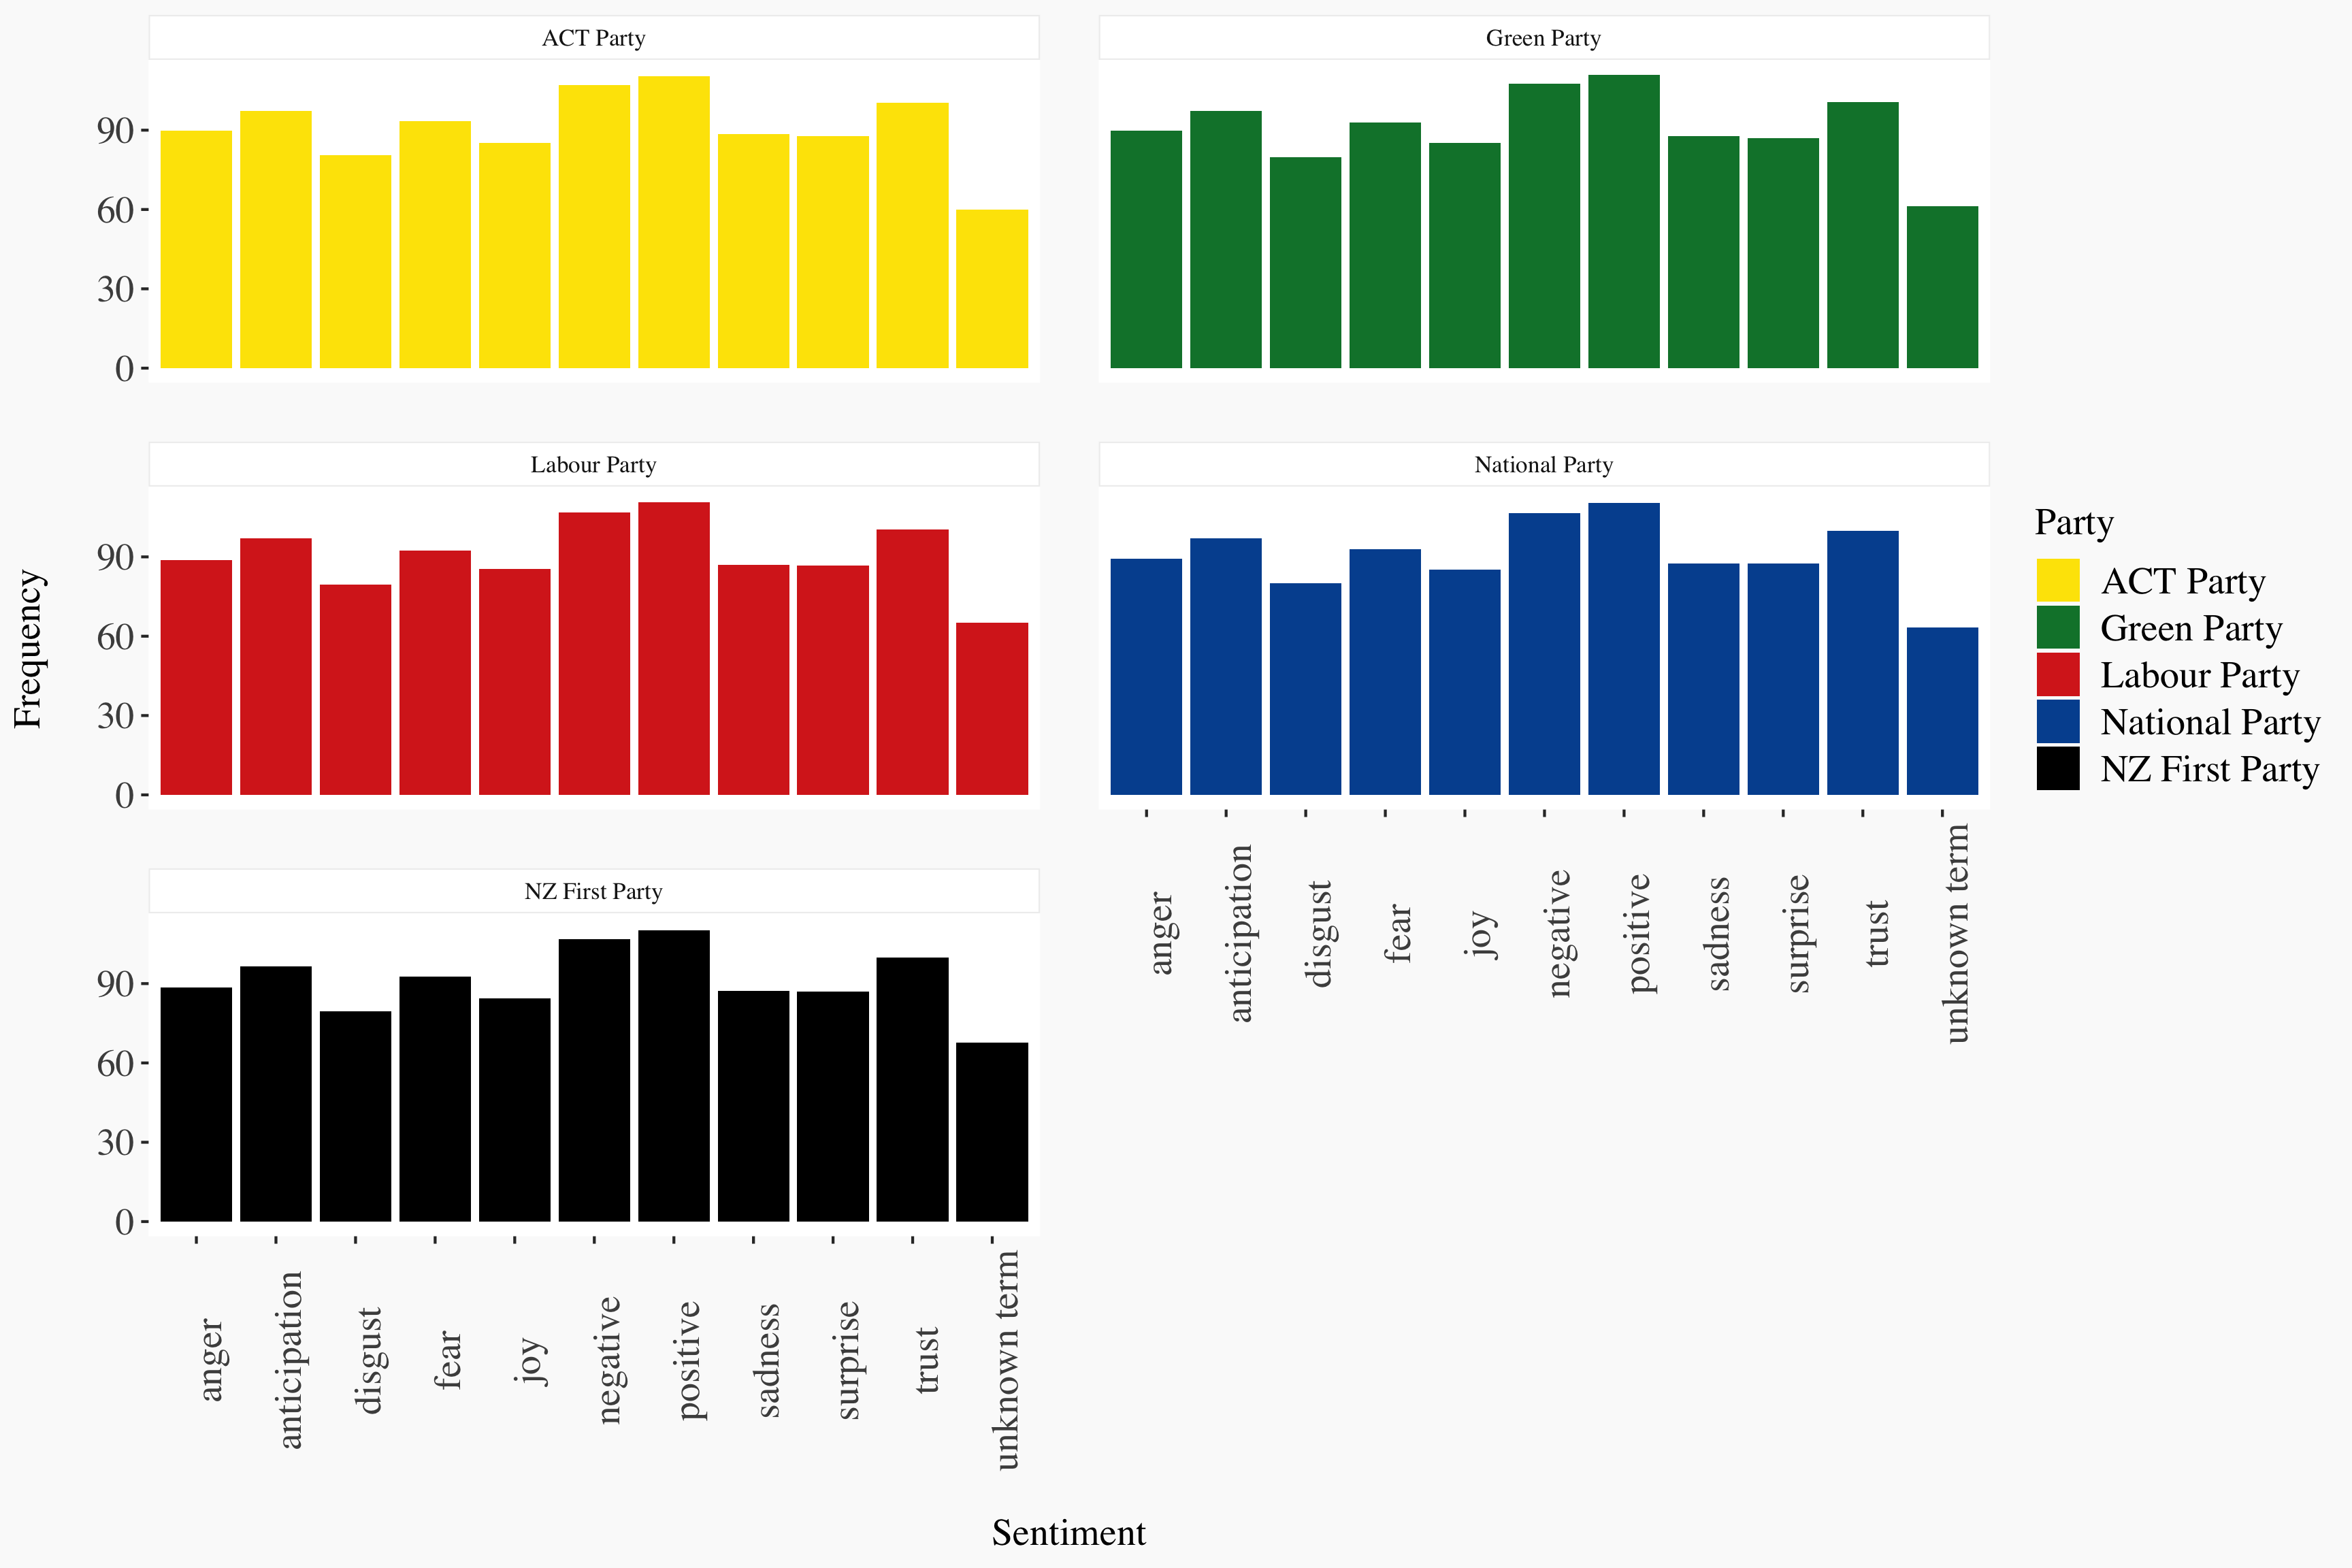 ACT Party
Green Party
90
60
30
0
Labour Party
National Party
90
60
30
0
Frequency
anger
anticipation
disgust
fear
joy
negative
positive
sadness
surprise
trust
unknown term
Party
ACT Party
Green Party
Labour Party
National Party
NZ First Party
NZ First Party
90
60
30
0
anger
anticipation
disgust
fear
joy
negative
positive
sadness
surprise
trust
unknown term
Sentiment